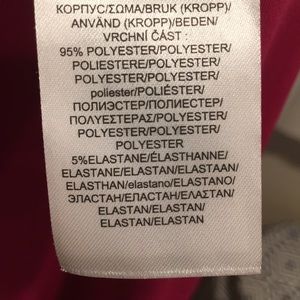 КОРПУС/ΣΩΜΑ/BRUK (KROPP)/
ANVÄND (KROPP)/BEDEN/
VRCHNÍ ČÁST :
95% POLYESTER/POLYESTER/
POLIESTERE/POLYESTER/
POLYESTER/POLYESTER/
poliester/POLIÉSTER/
ПОЛИЭСТЕР/POLYESTER/
ΠΟΛΥΕΣΤΕΡΑΣ/POLYESTER/
POLYESTER/POLYESTER/
POLYESTER
5%ELASTANE/ÉLASTHANNE/
ELASTANE/ELASTAN/ELASTAAN/
ELASTHAN/elastano/ELASTANO/
ЭЛАСТАН/ELASTAN/ΕΛΑΣΤΑΝ/
ELASTAN/ELASTAN/
ELASTAN/ELASTAN